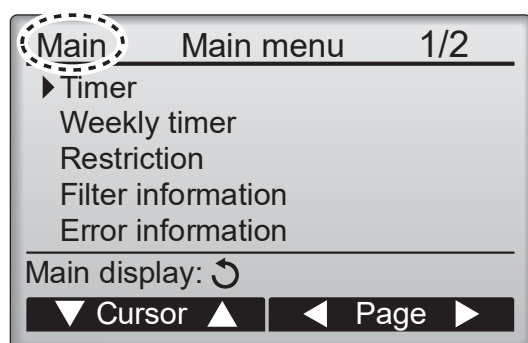 Main Main menu 1/2
Timer
Weekly timer
Restriction
Filter information
Error information
Main display:
Cursor Page